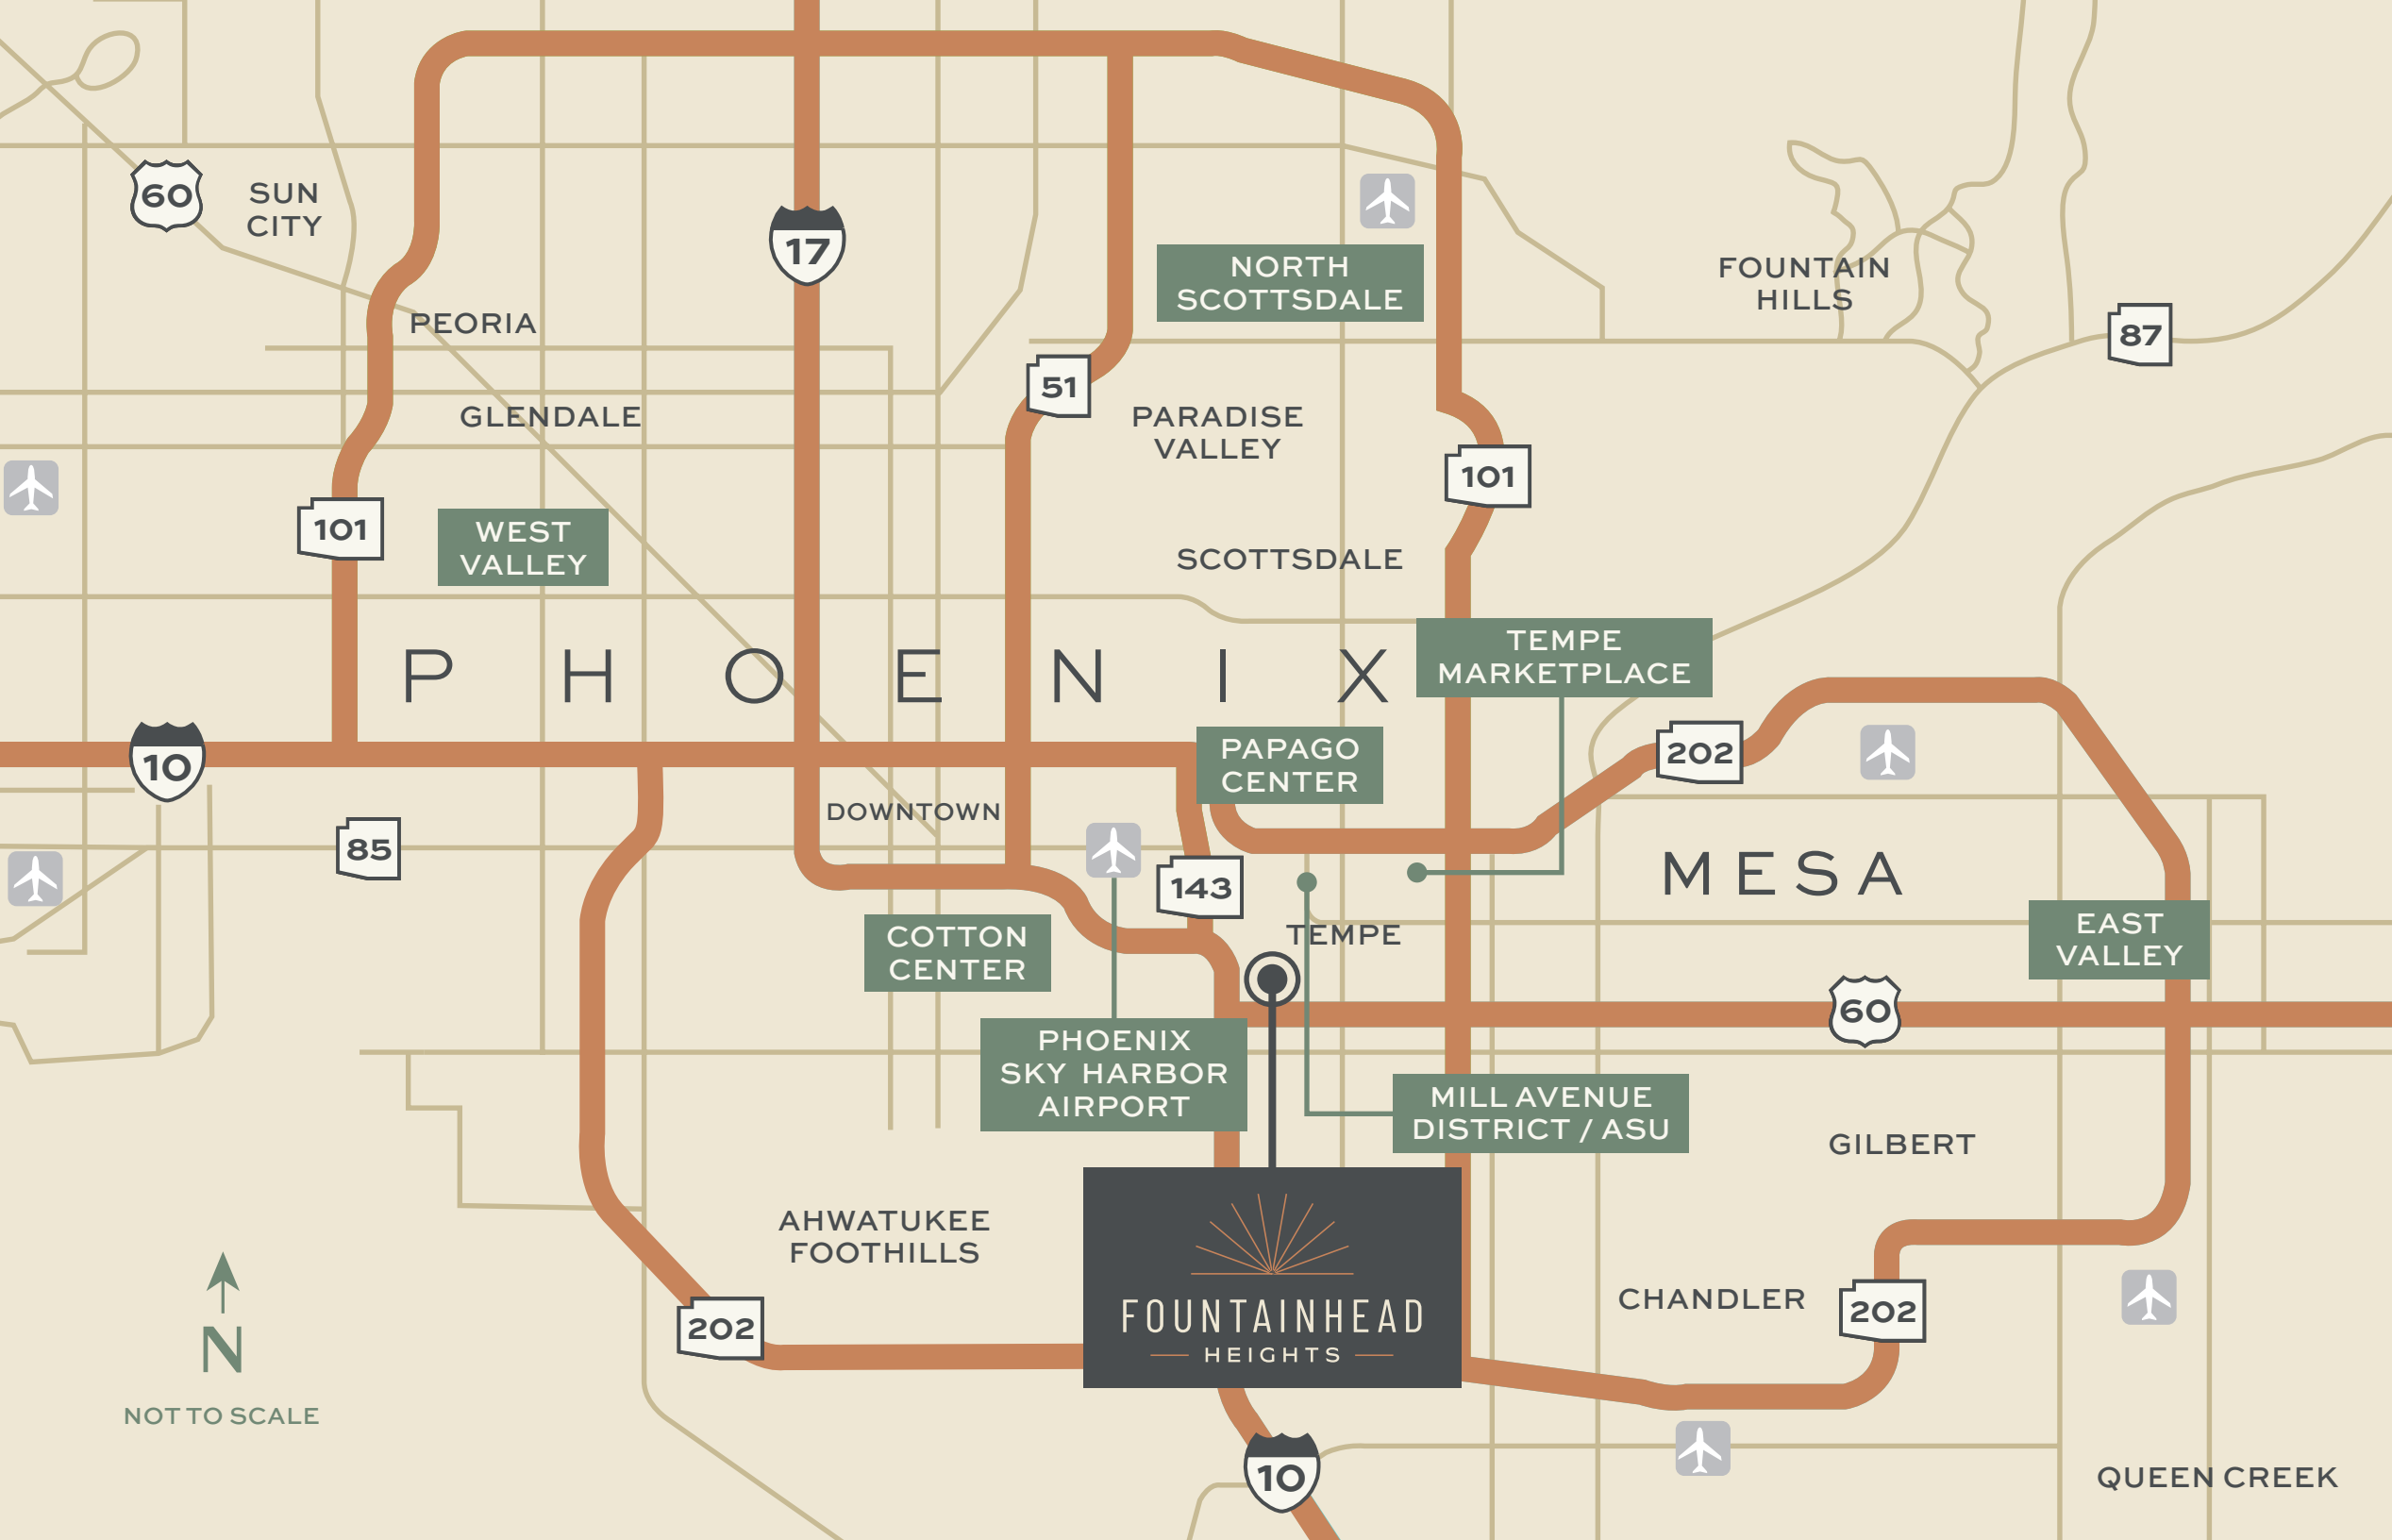 60
SUN
CITY
17
NORTH
SCOTTSDALE
FOUNTAIN
HILLS
PEORIA
87
51
GLENDALE
PARADISE
VALLEY
101
101
WEST
VALLEY
SCOTTSDALE
TEMPE
MARKETPLACE
PHOENIX
10
PAPAGO
CENTER
202
DOWNTOWN
85
143
MESA
COTTON
CENTER
TEMPE
EAST
VALLEY
60
PHOENIX
SKY HARBOR
AIRPORT
MILL AVENUE
DISTRICT / ASU
GILBERT
AHWATUKEE
FOOTHILLS
FOUNTAINHEAD
HEIGHTS
CHANDLER
202
202
N
NOT TO SCALE
10
QUEEN CREEK